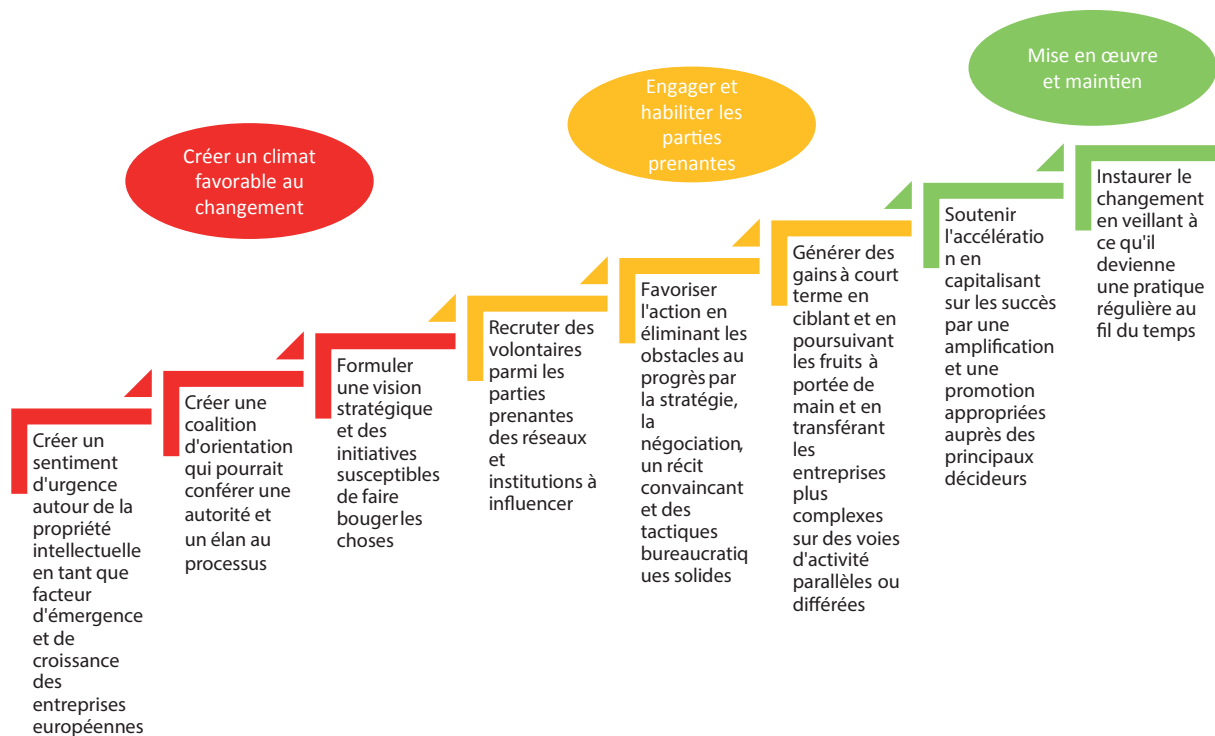 Créer un climat
favorable au
changement
Engager et
habiliter les
parties
prenantes
Mise en œuvre
et maintien
Créer un
sentiment
d'urgence
autour de la
propriété
intellectuelle
en tant que
facteur
d'émergence
et de
croissance
des
entreprises
européennes
Créer une
coalition
d'orientation
qui pourrait
conférer une
autorité et
un élan au
processus
Formuler
une vision
stratégique
et des
initiatives
susceptibles
de faire
bouger les
choses
Recruter des
volontaires
parmi les
parties
prenantes
des réseaux
et
institutions à
influencer
Favoriser
l'action en
éliminant les
obstacles au
progrès par
la stratégie,
la
négociation,
un récit
convaincant
et des
tactiques
bureaucratiq
ues solides
Générer des
gains à court
terme en
ciblant et en
poursuivant
les fruits à
portée de
main et en
transférant
les
entreprises
plus
complexes
sur des voies
d'activité
parallèles ou
différées
Soutenir
l'accélératio
n en
capitalisant
sur les succès
par une
amplification
et une
promotion
appropriées
auprès des
principaux
décideurs
Instaurer le
changement
en veillant à
ce qu'il
devienne
une pratique
régulière au
fil du temps